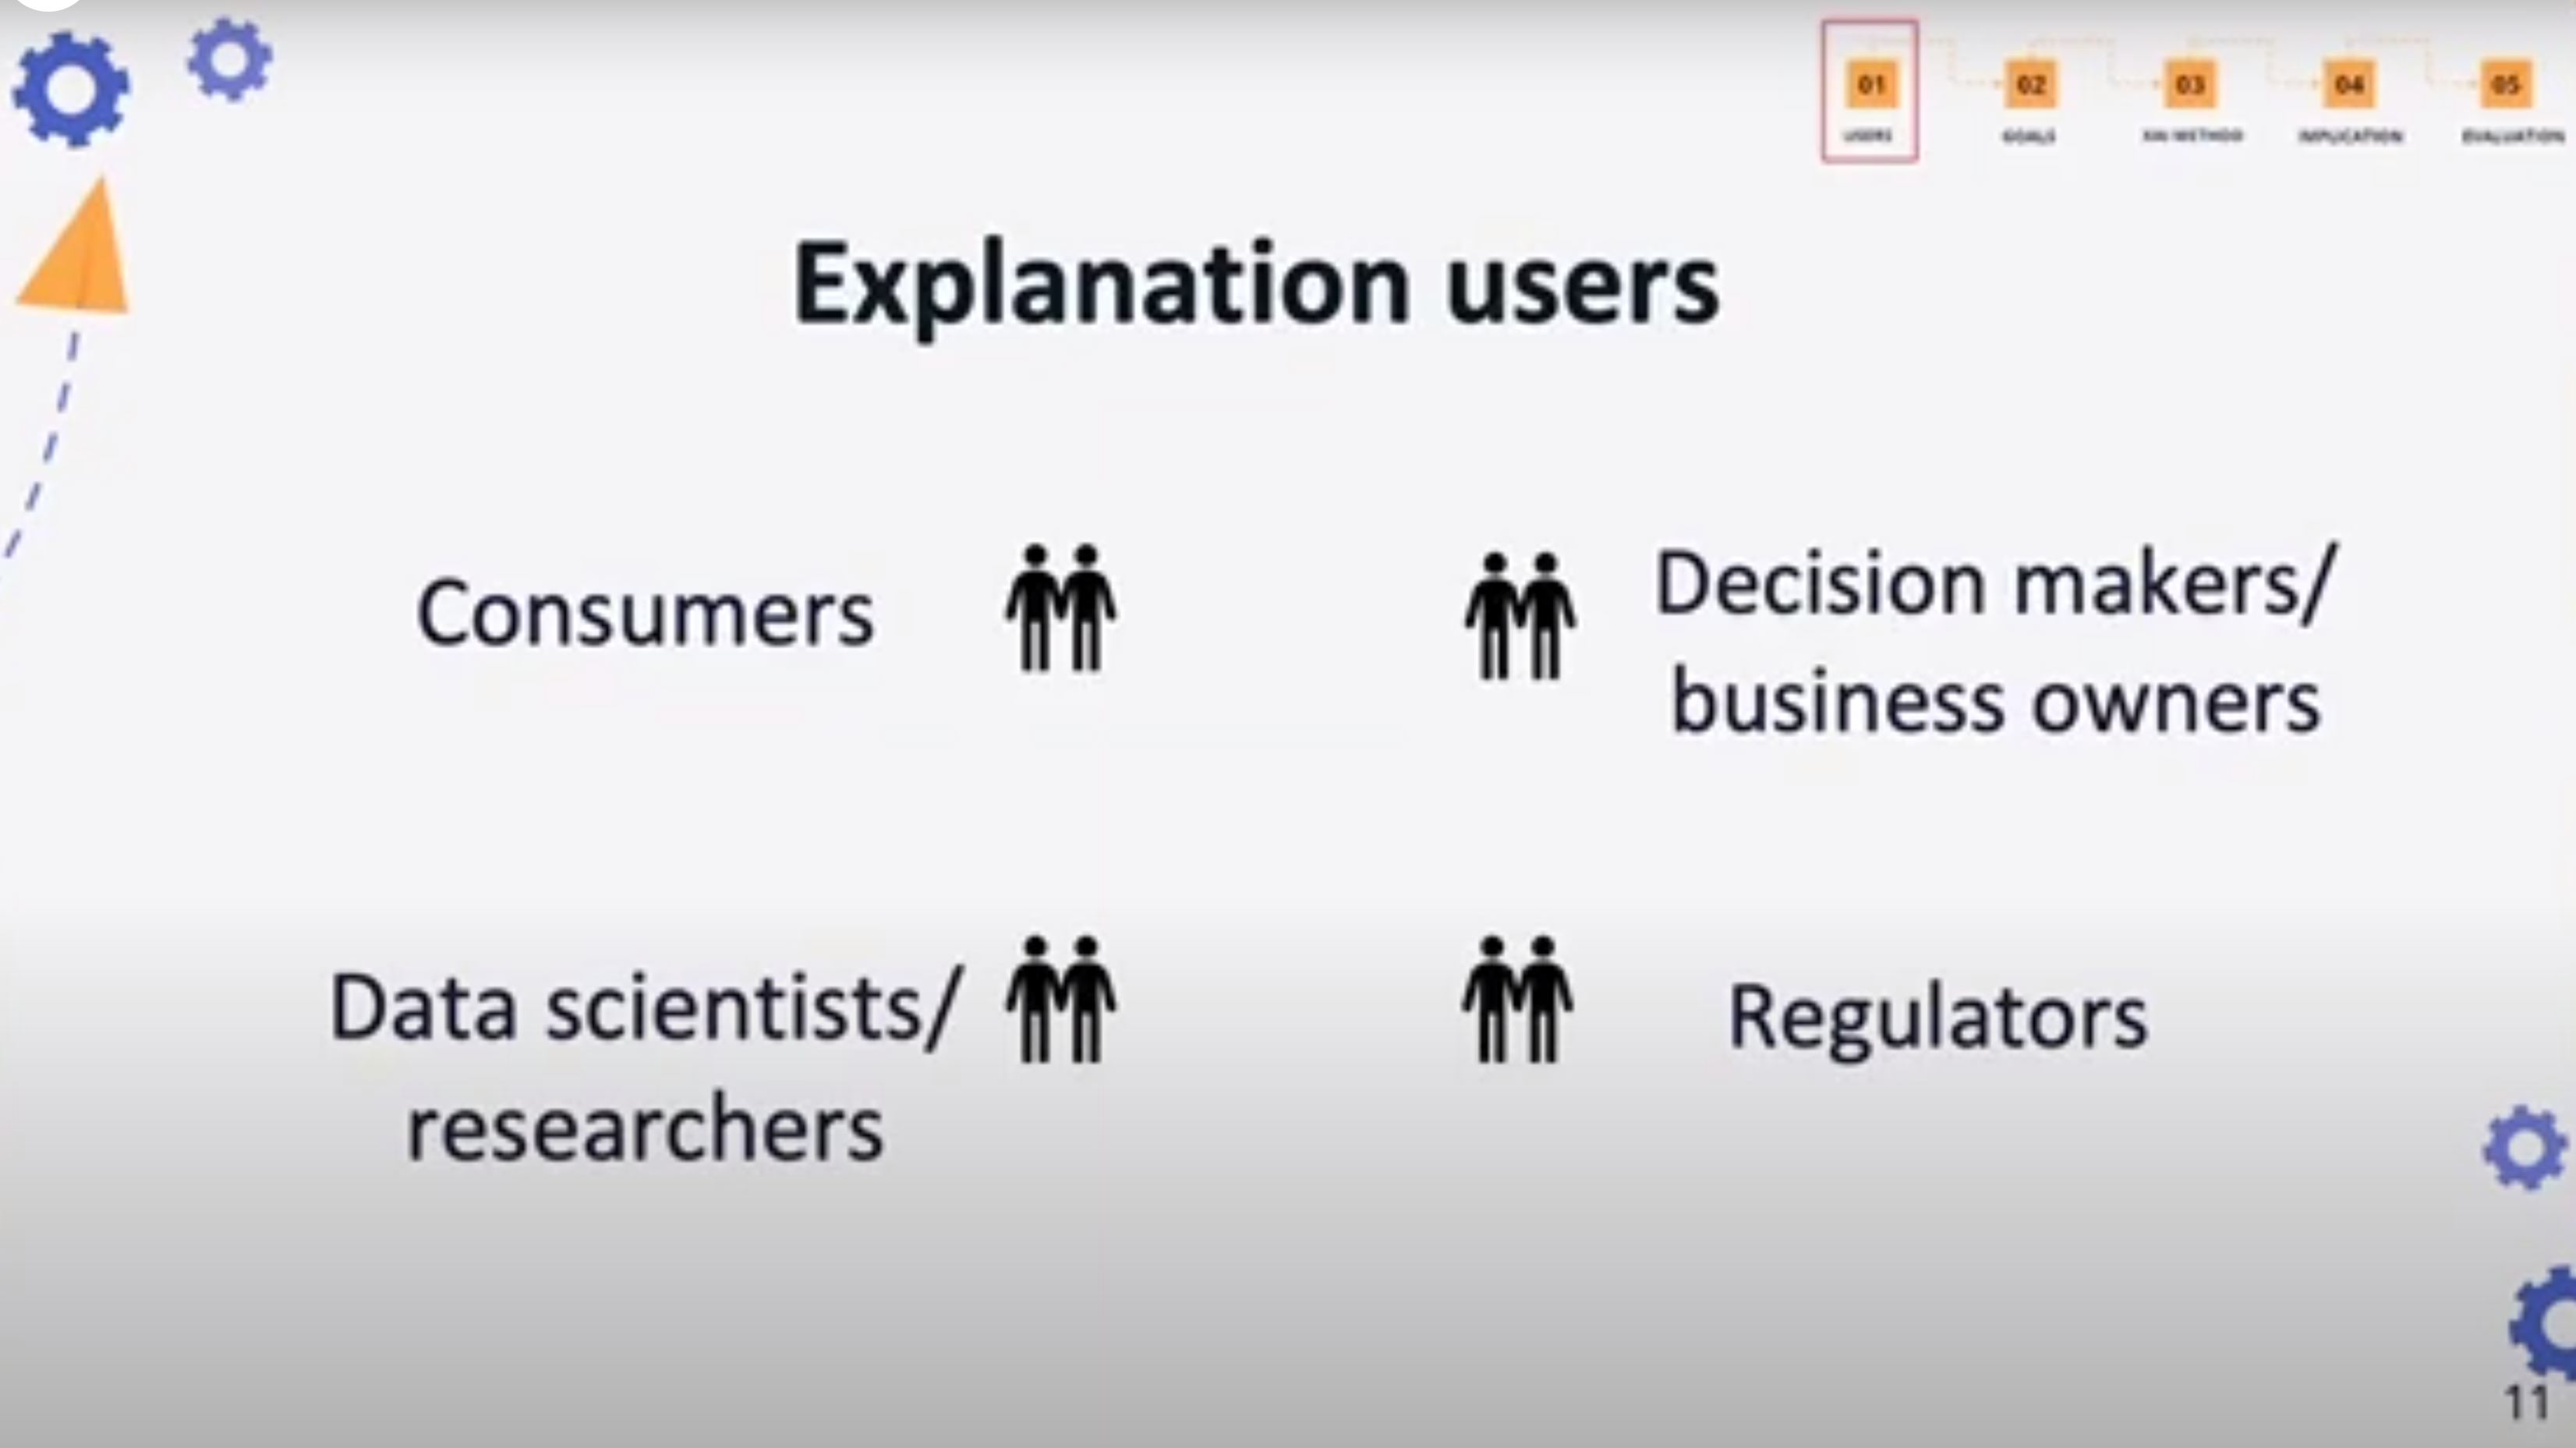 01
02
03
04
05
USERS
GOALS
XAI METHOD
IMPLICATION
EVALUATION
Explanation users
Consumers
Decision makers/
business owners
Data scientists/
researchers
Regulators
11